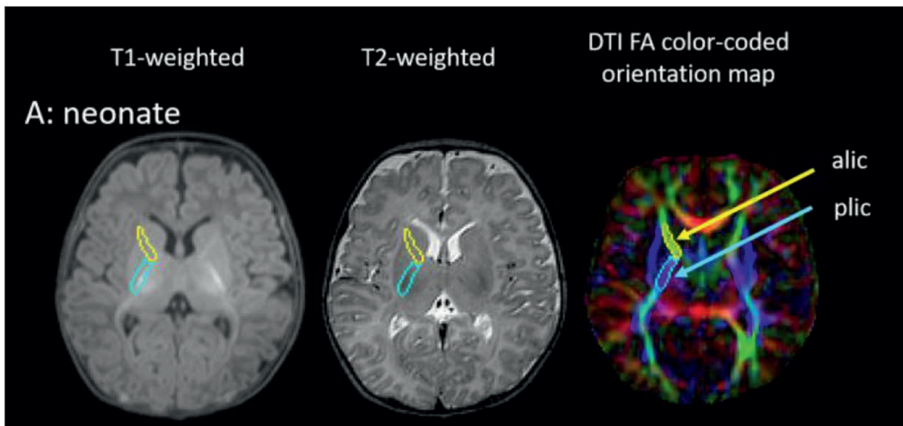 T1-weighted
T2-weighted
DTI FA color-coded
orientation map
A: neonate
alic
plic